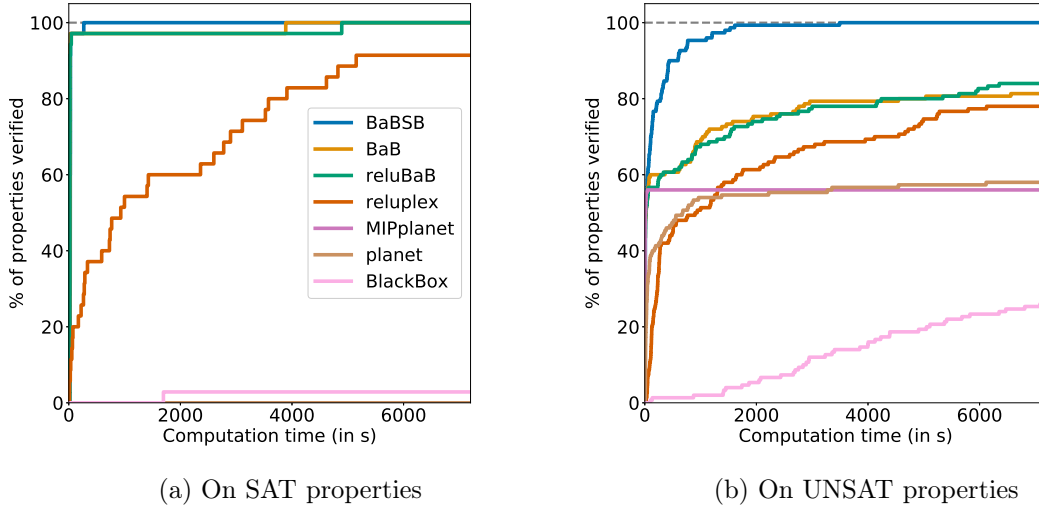 100
80
60
40
20
0
% of properties verified
0 2000 4000 6000
Computation time (in s)
BaBSB
BaB
reluBaB
reluplex
MIPplanet
planet
BlackBox
(a) On SAT properties
100
80
60
40
20
0
% of properties verified
0 2000 4000 6000
Computation time (in s)
(b) On UNSAT properties